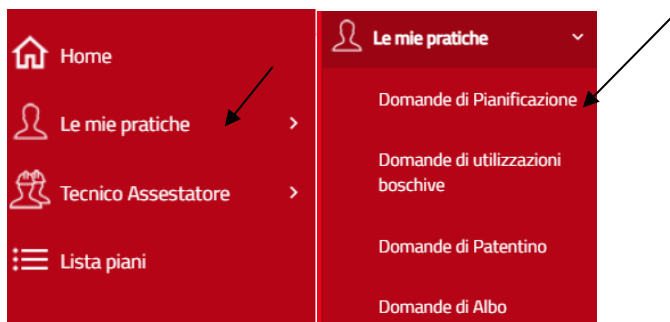 Home
Le mie pratiche
Tecnico Assestatore
Lista piani
Le mie pratiche
Domande di Pianificazione
Domande di utilizzazioni
boschive
Domande di Patentino
Domande di Albo